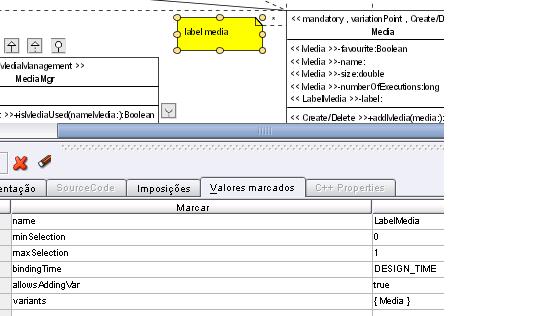 label media
<< mandatory , variationPoint , Create/D
Media
<< Media >>-favourite:Boolean
<< Media >>-name:
<< Media >>-size:double
<< Media >>-numberOfExecutions:long
<< LabelMedia >>-label:
<< Create/Delete >>+addMedia(media:):
MediaManagement >>
MediaMgr
>>+isMediaUsed(nameMedia:):Boolean
entação
SourceCode
Imposições
Valores marcados
C++ Properties
Marcar
name LabelMedia
minSelection 0
maxSelection 1
bindingTime DESIGN_TIME
allowsAddingVar true
variants { Media }